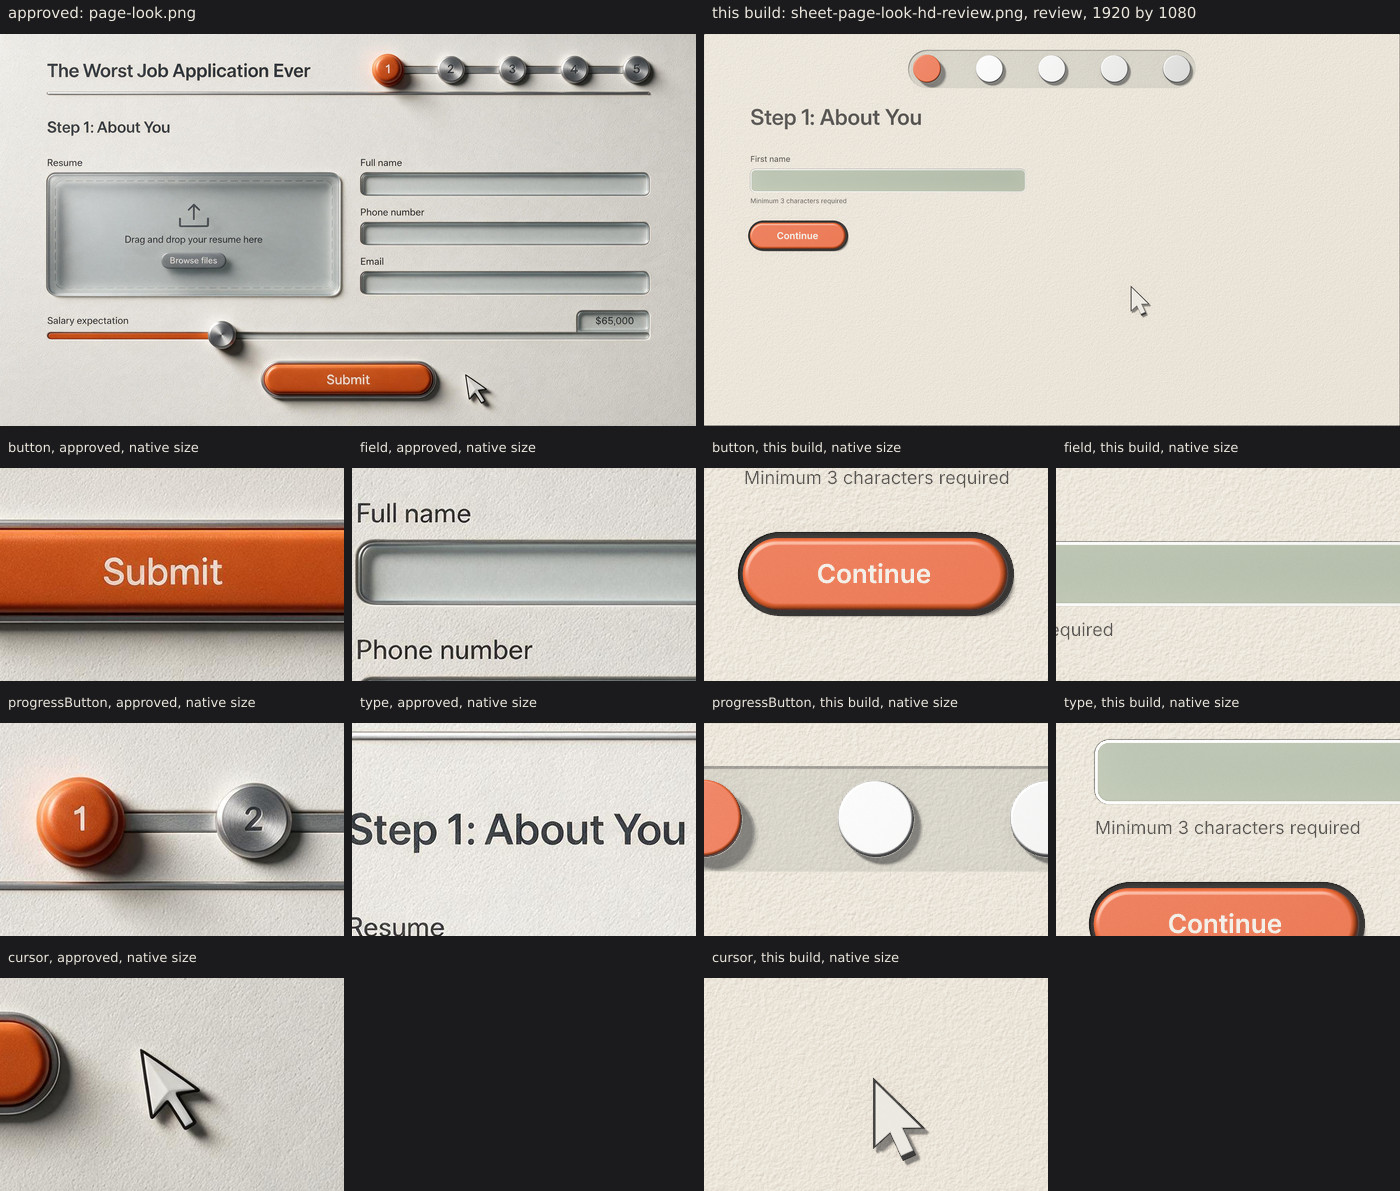 approved: page-look.png
this build: sheet-page-look-hd-review.png, review, 1920 by 1080
The Worst Job Application Ever
1 2 3 4 5
Step 1: About You
Resume
Full name
Drag and drop your resume here
Browse files
Phone number
Email
Salary expectation
$65,000
Submit
Step 1: About You
First name
Minimum 3 characters required
Continue
button, approved, native size
field, approved, native size
button, this build, native size
field, this build, native size
Submit
Full name
Phone number
Minimum 3 characters required
Continue
equired
progressButton, approved, native size
type, approved, native size
progressButton, this build, native size
type, this build, native size
1 2
Step 1: About You
Resume
Minimum 3 characters required
Continue
cursor, approved, native size
cursor, this build, native size